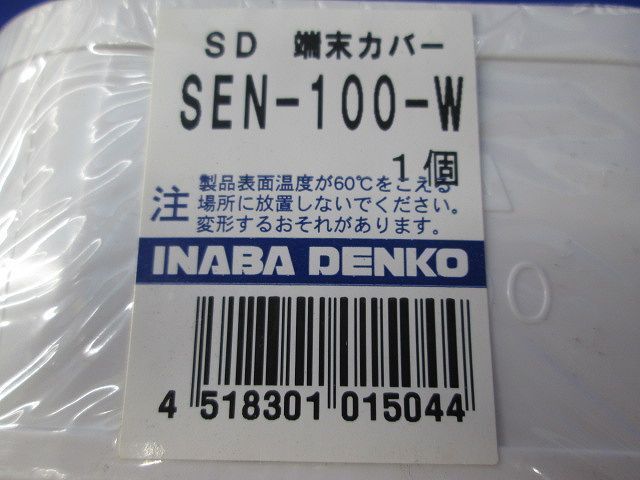 SD 端末カバー
SEN-100-W
1個
注 製品表面温度が60℃をこえる
場所に放置しないでください。
変形するおそれがあります。
INABA DENKO
4 518301 015044